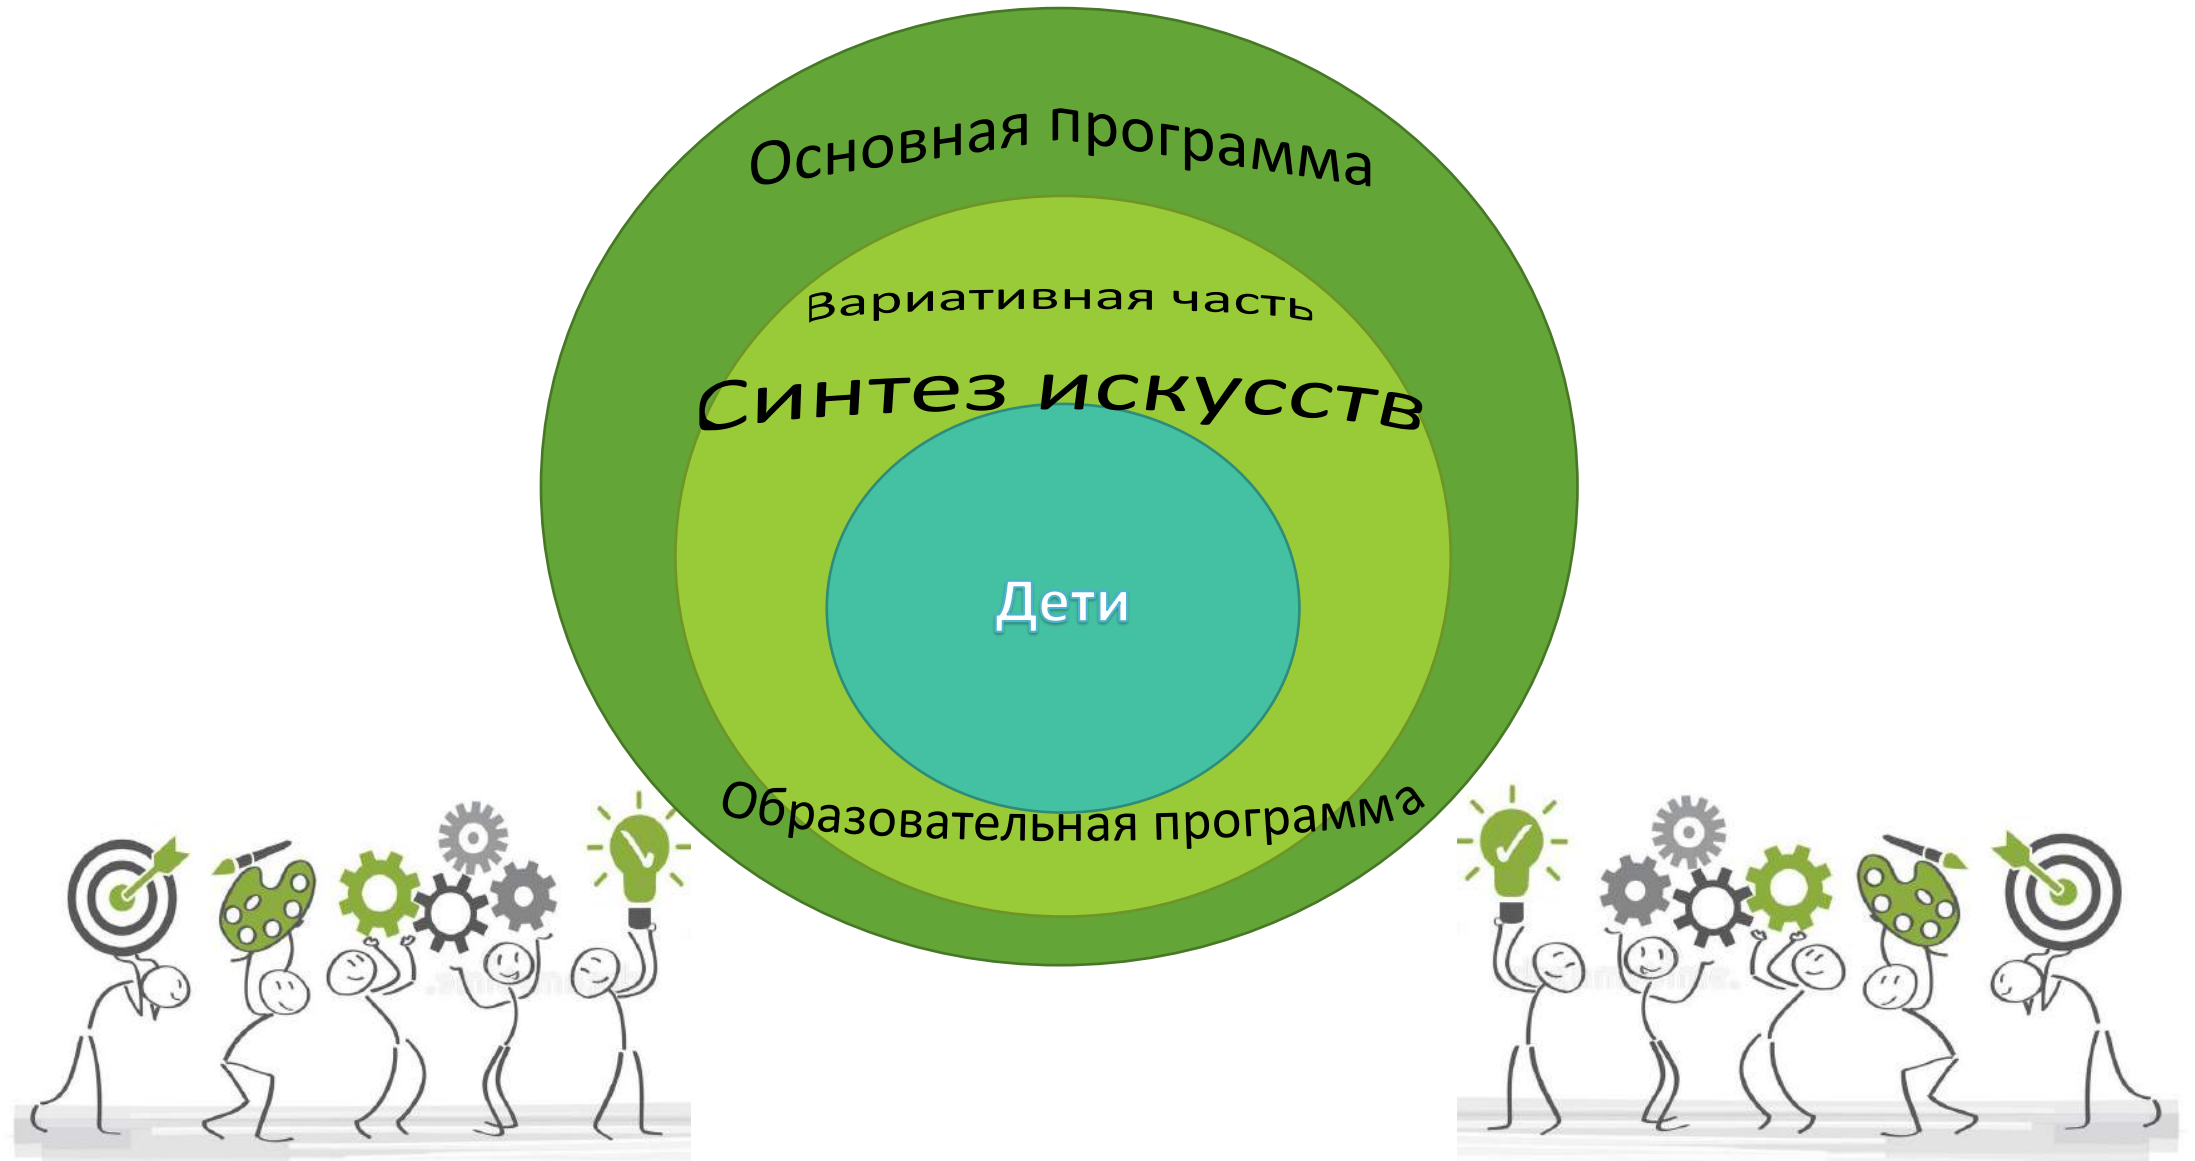 Основная программа
Вариативная часть
Синтез искусств
Дети
Образовательная программа